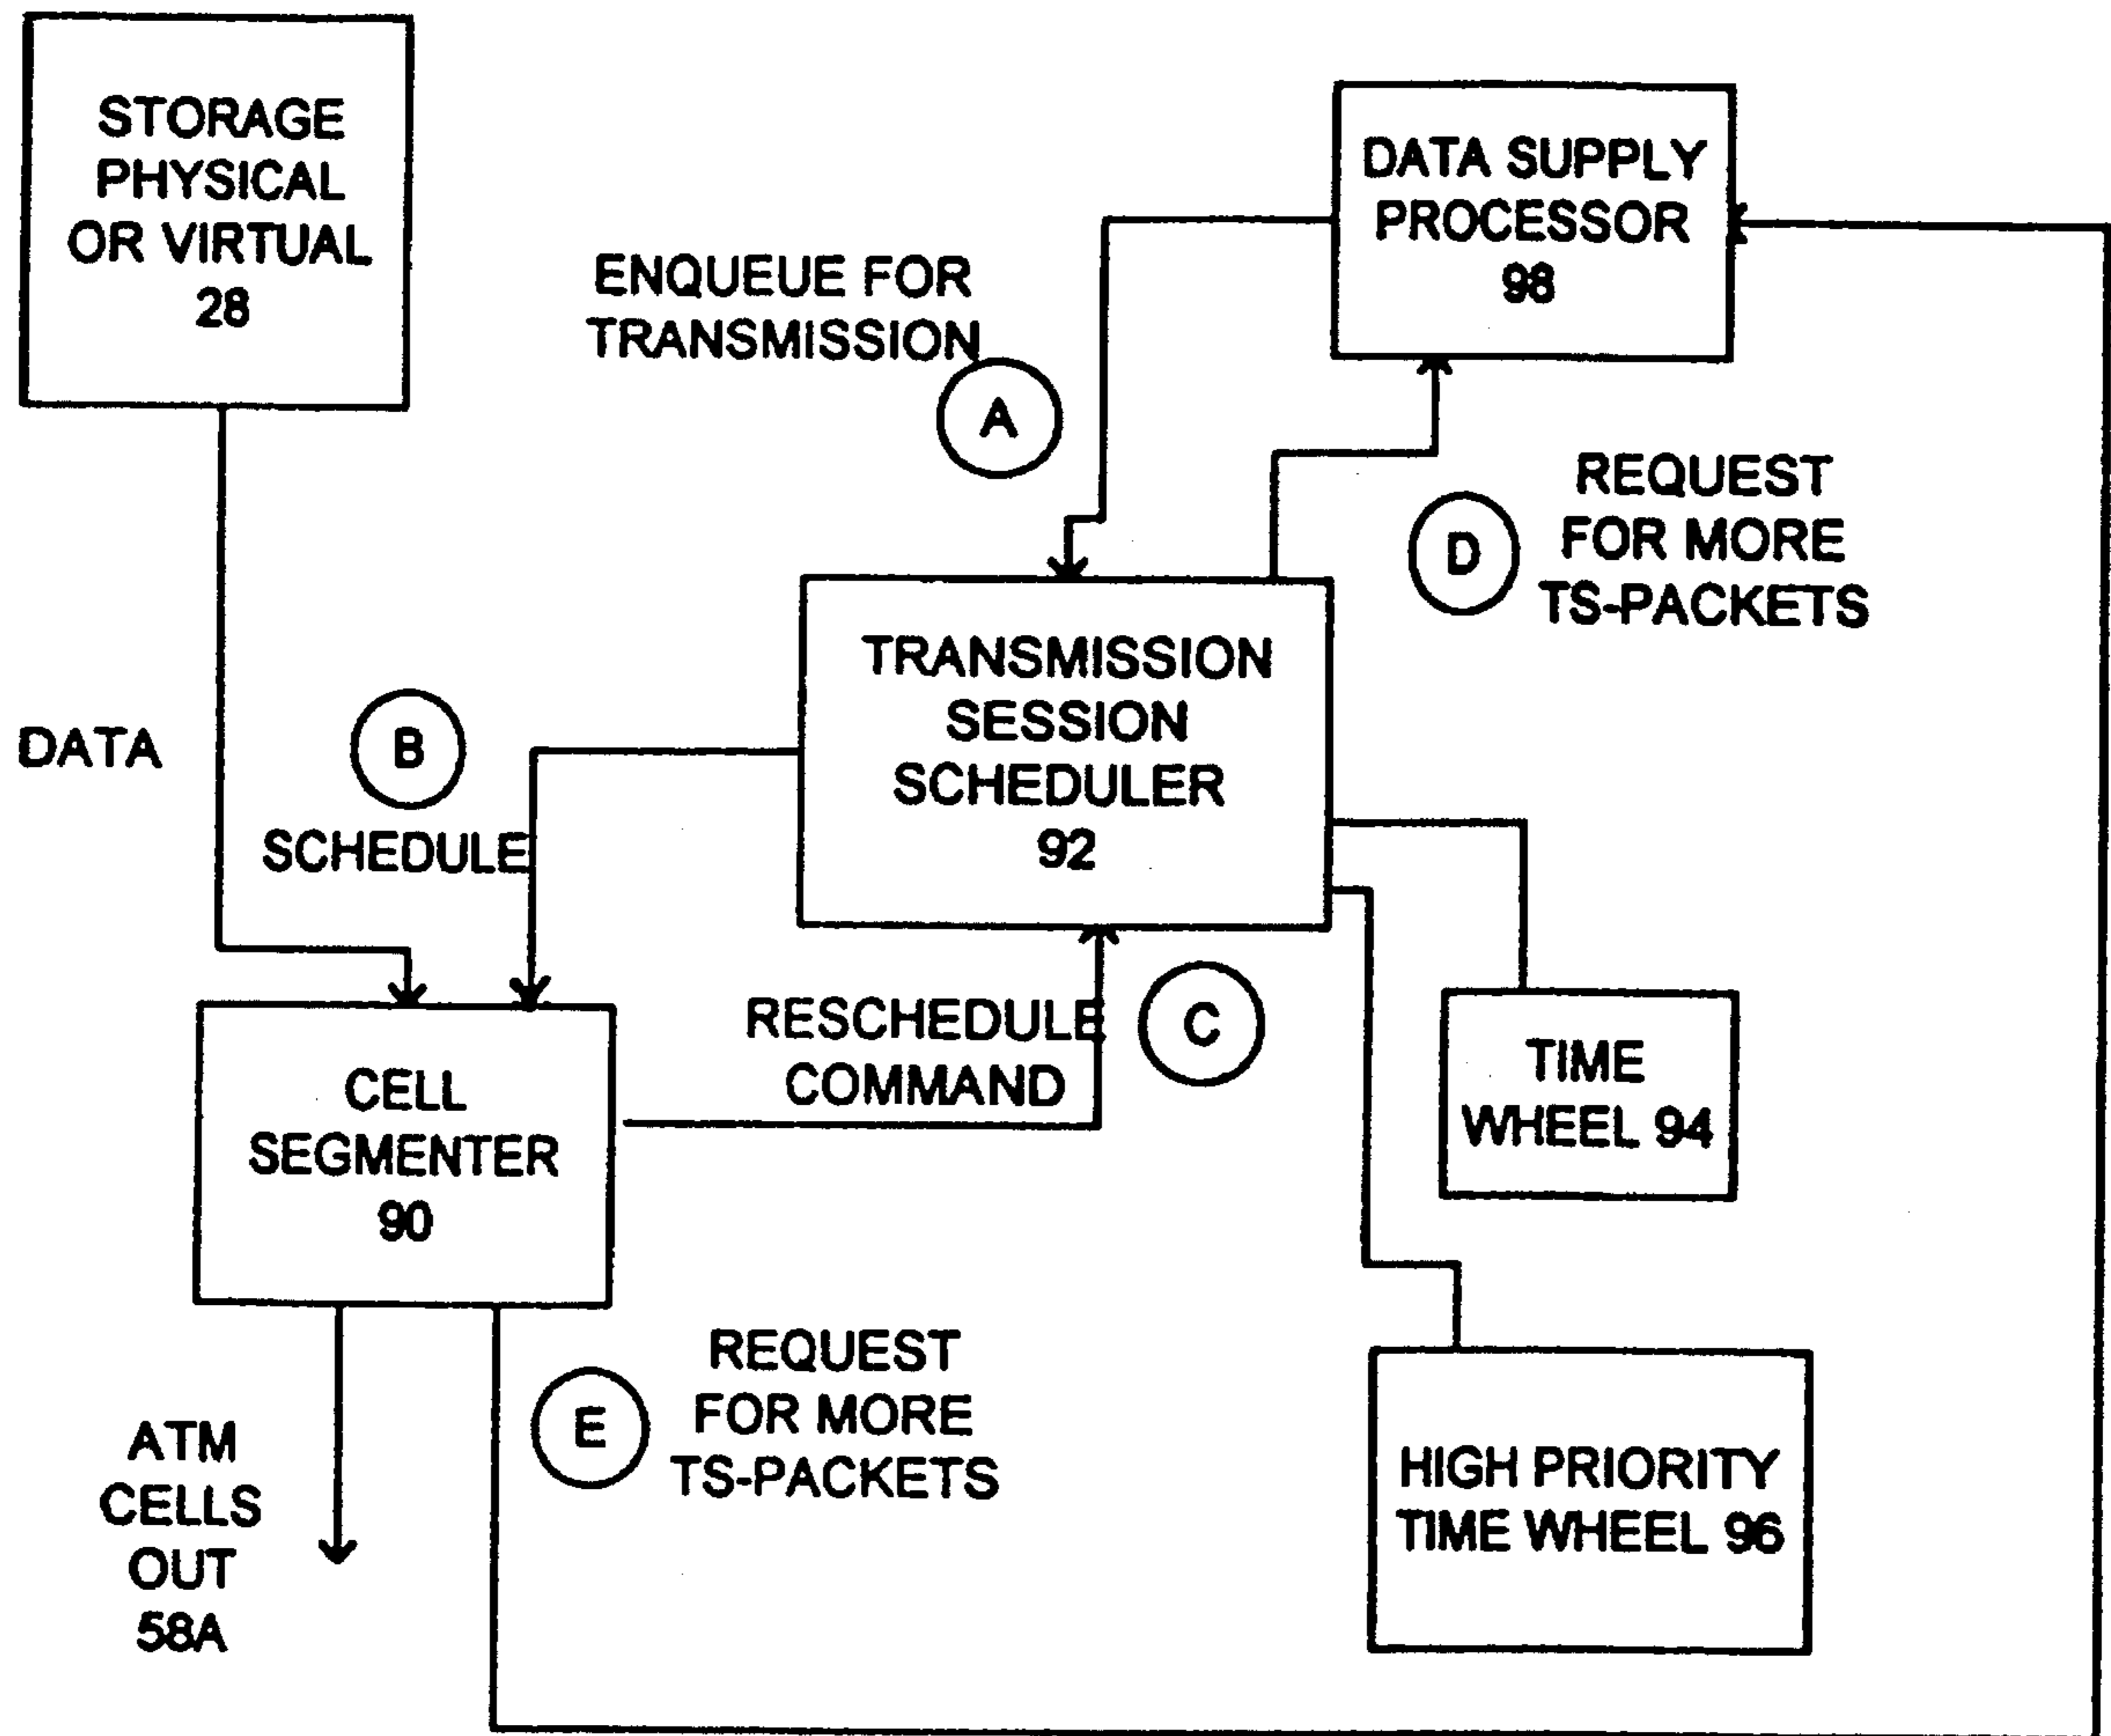 STORAGE
PHYSICAL
OR VIRTUAL
28
DATA SUPPLY
PROCESSOR
98
ENQUEUE FOR
TRANSMISSION
A
REQUEST
FOR MORE
TS-PACKETS
D
TRANSMISSION
SESSION
SCHEDULER
92
DATA
B
SCHEDULE
RESCHEDULE
COMMAND
C
TIME
WHEEL 94
CELL
SEGMENTER
90
REQUEST
FOR MORE
TS-PACKETS
E
ATM
CELLS
OUT
58A
HIGH PRIORITY
TIME WHEEL 96